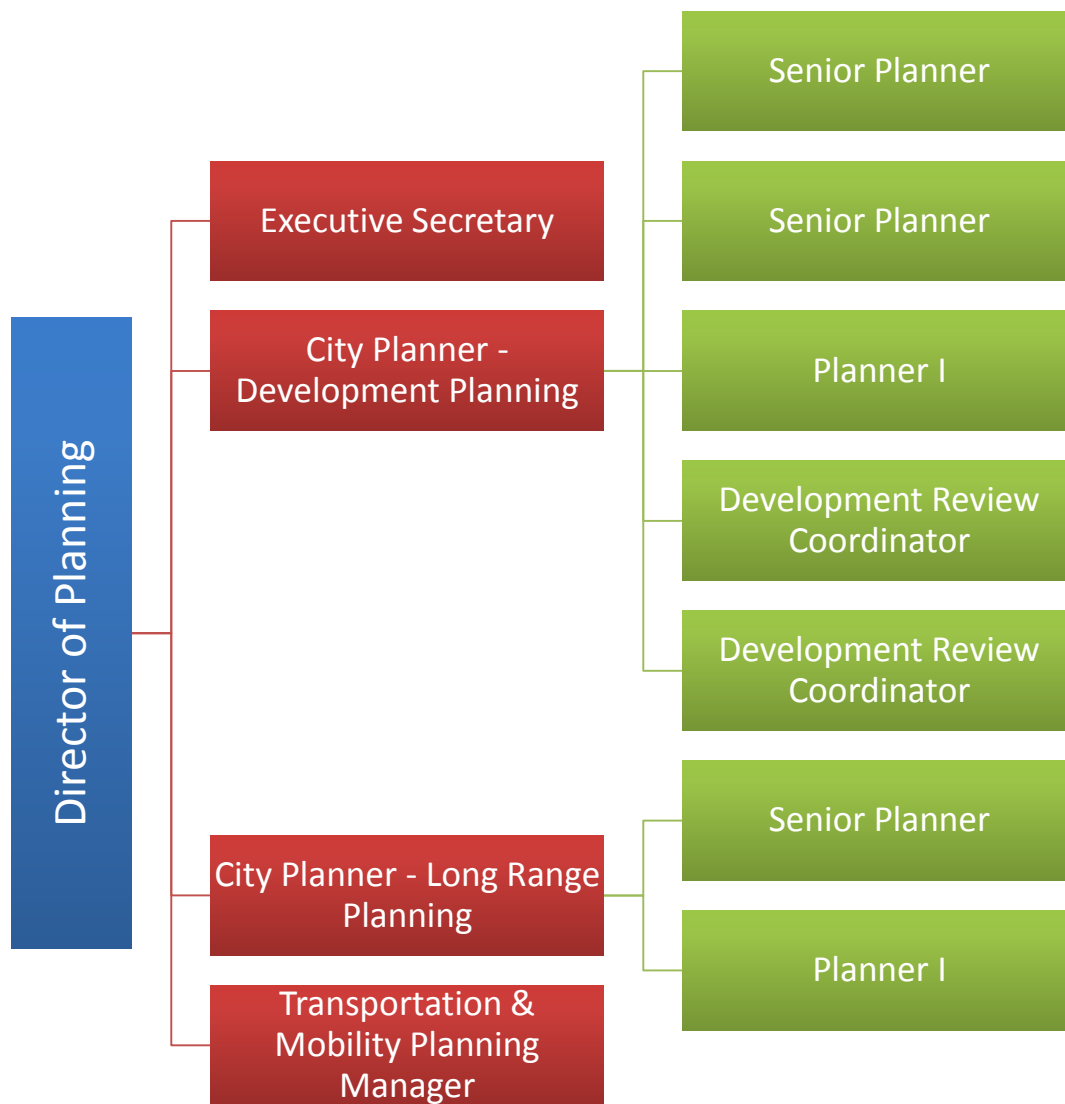 Director of Planning
Executive Secretary
City Planner -
Development Planning
Senior Planner
Senior Planner
Planner I
Development Review
Coordinator
Development Review
Coordinator
City Planner - Long Range
Planning
Senior Planner
Planner I
Transportation &
Mobility Planning
Manager